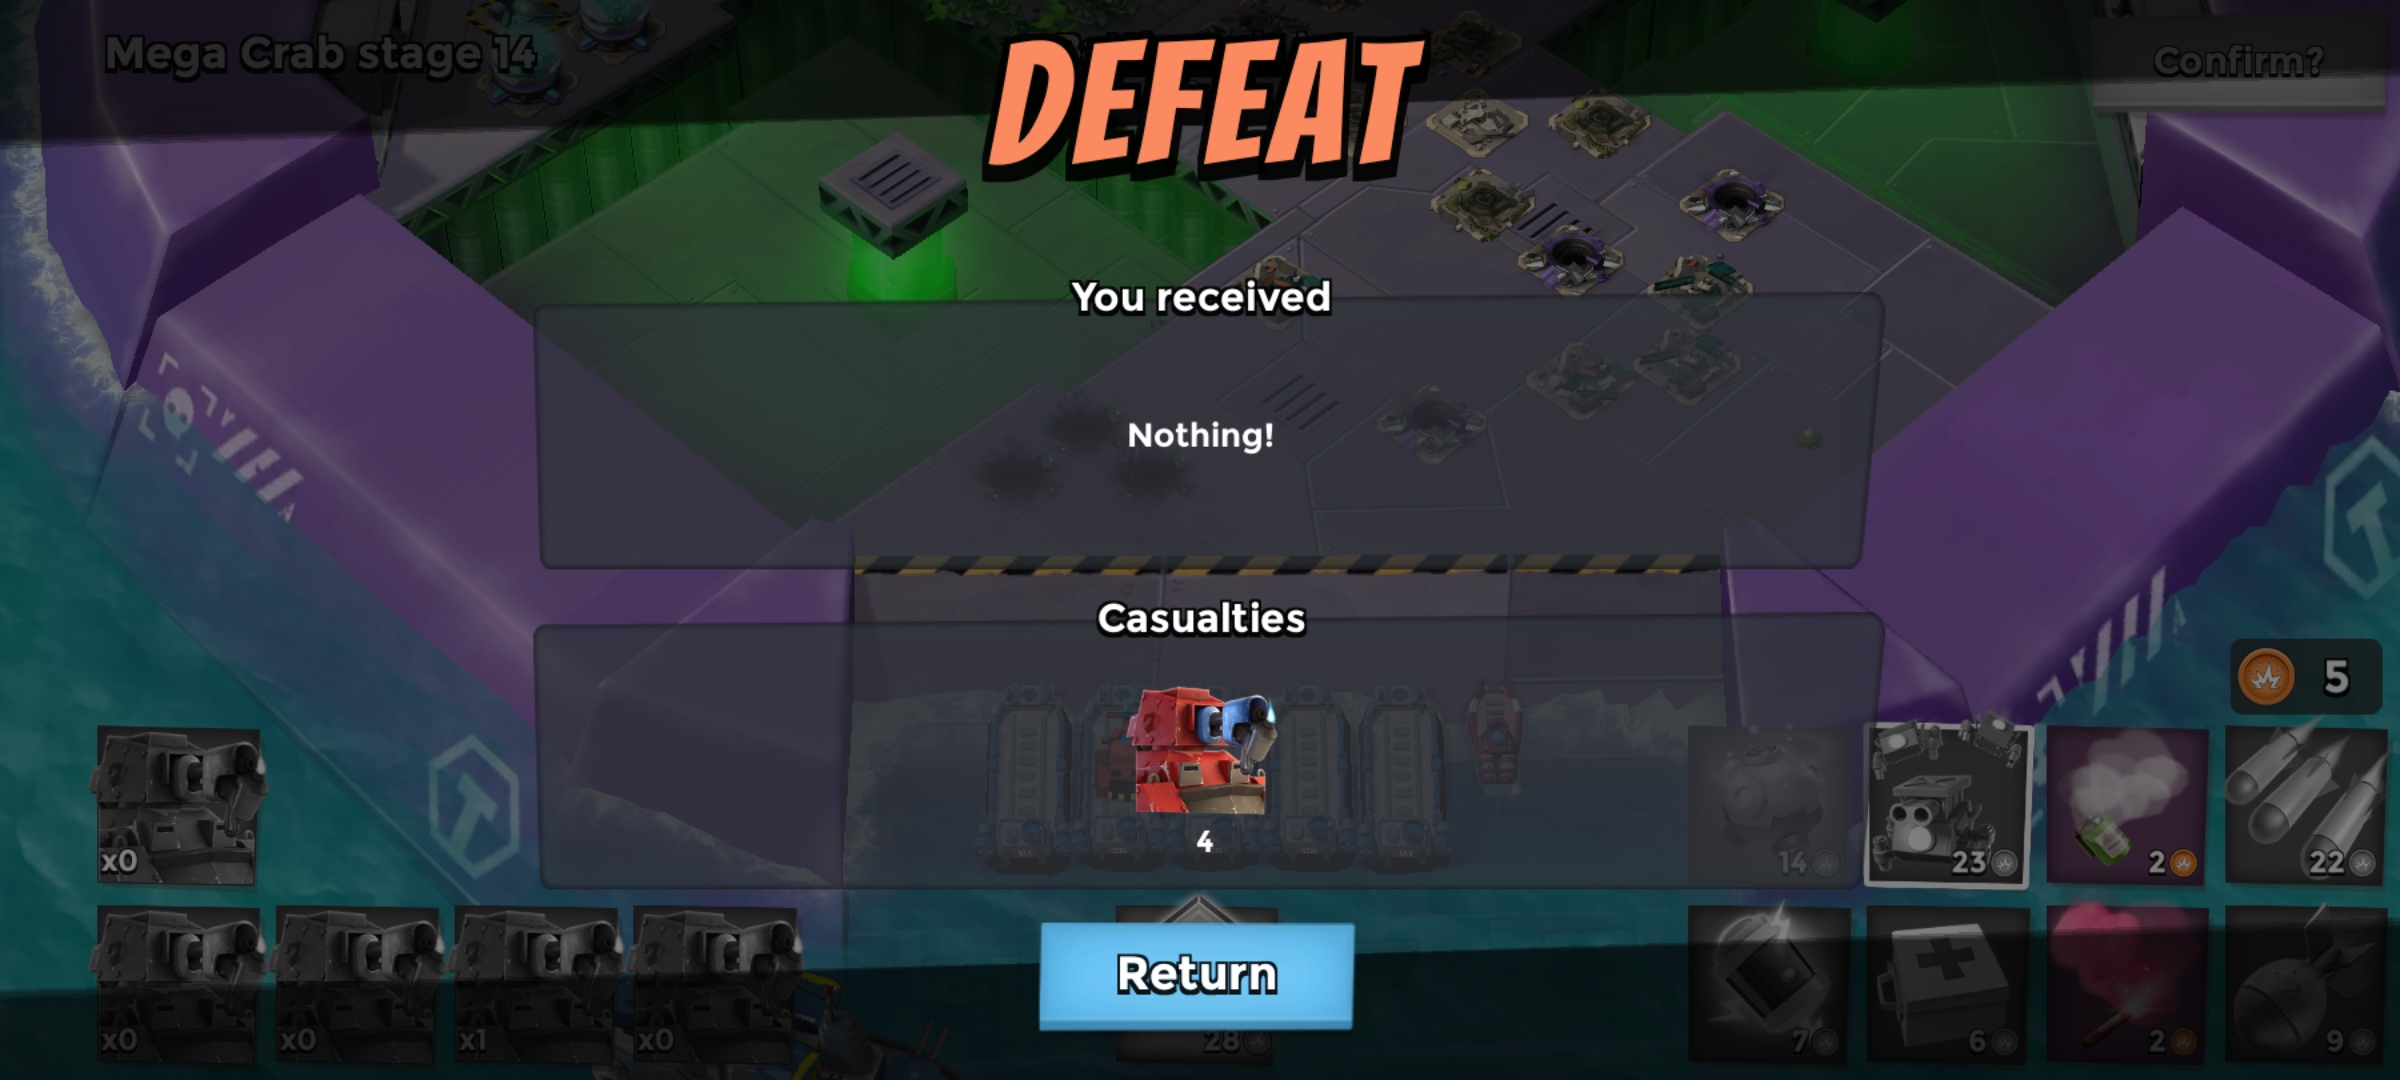 Mega Crab stage 14
DEFEAT
Confirm?
You received
Nothing!
Casualties
4
5
x0
14
23
2
22
Return
x0
x0
x1
x0
28
7
6
2
9